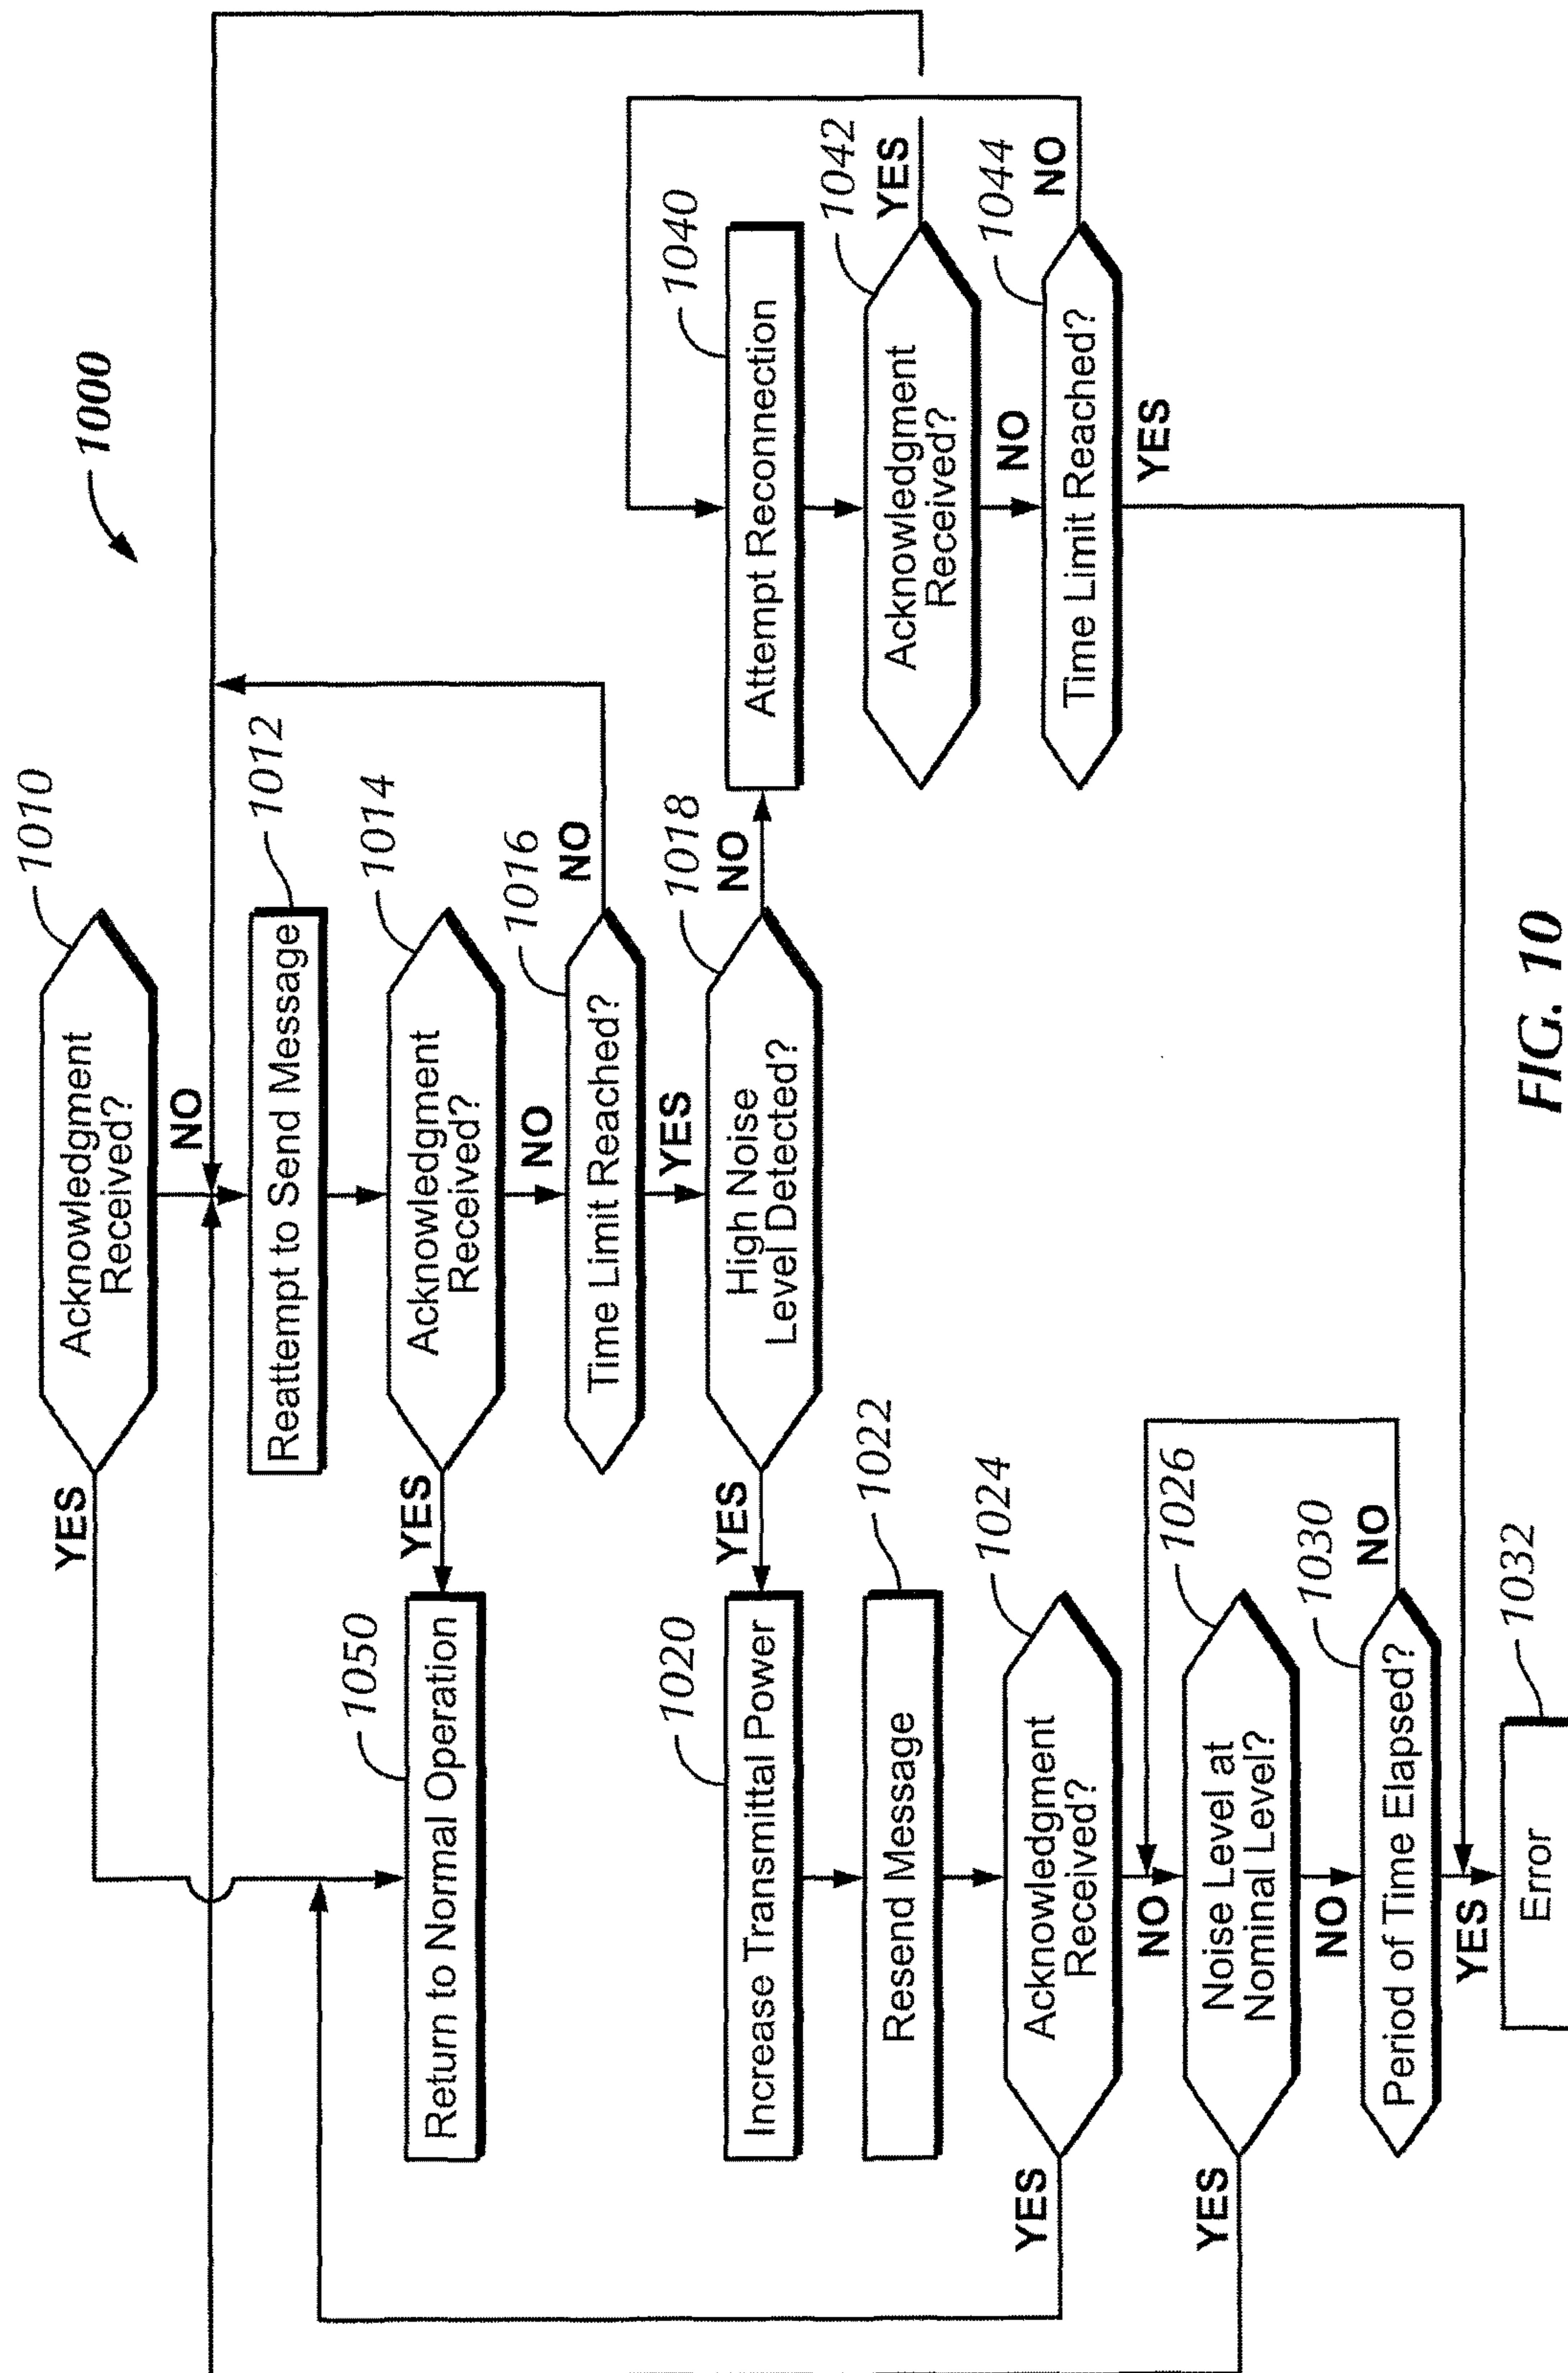 1000
1010
Acknowledgment
Received?
YES
NO
Reattempt to Send Message
1012
Acknowledgment
Received?
1014
YES
NO
1050
Return to Normal Operation
Time Limit Reached?
1016
NO
YES
High Noise
Level Detected?
1018
YES
NO
1020
Increase Transmittal Power
Resend Message
1022
Acknowledgment
Received?
1024
YES
NO
Noise Level at
Nominal Level?
1026
YES
NO
Period of Time Elapsed?
1030
NO
YES
Error
1032
Attempt Reconnection
1040
Acknowledgment
Received?
1042
YES
NO
Time Limit Reached?
1044
NO
YES
FIG. 10